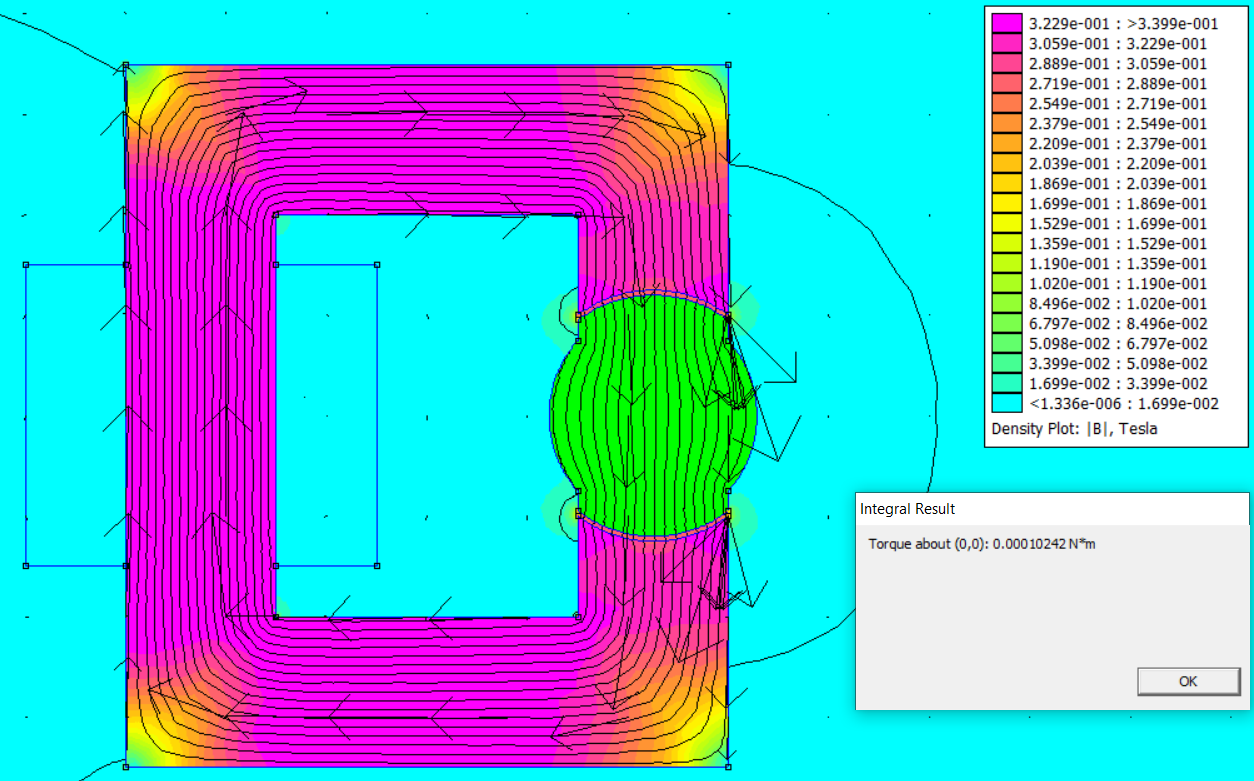 3.229e-001 : >3.399e-001
3.059e-001 : 3.229e-001
2.889e-001 : 3.059e-001
2.719e-001 : 2.889e-001
2.549e-001 : 2.719e-001
2.379e-001 : 2.549e-001
2.209e-001 : 2.379e-001
2.039e-001 : 2.209e-001
1.869e-001 : 2.039e-001
1.699e-001 : 1.869e-001
1.529e-001 : 1.699e-001
1.359e-001 : 1.529e-001
1.190e-001 : 1.359e-001
1.020e-001 : 1.190e-001
8.496e-002 : 1.020e-001
6.797e-002 : 8.496e-002
5.098e-002 : 6.797e-002
3.399e-002 : 5.098e-002
1.699e-002 : 3.399e-002
<1.336e-006 : 1.699e-002
Density Plot: |B|, Tesla
Integral Result
Torque about (0,0): 0.00010242 N*m
OK